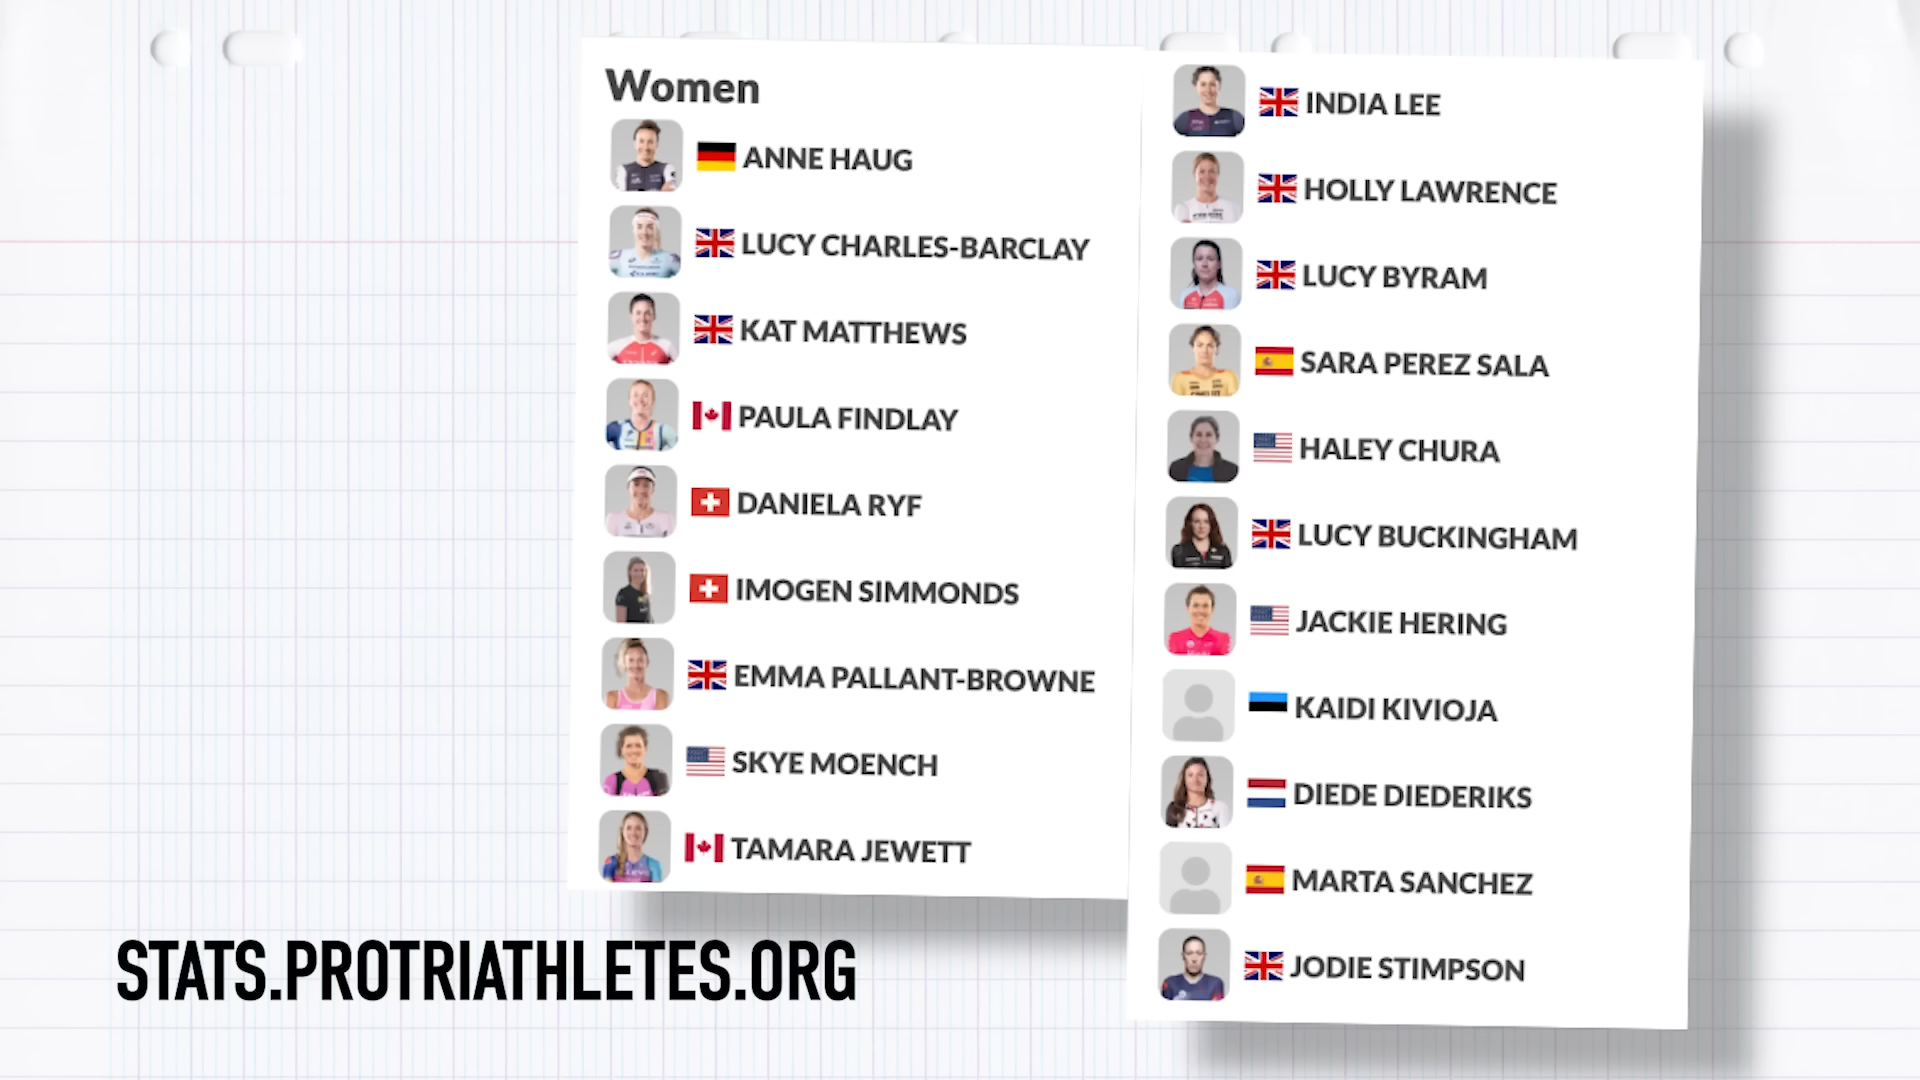 Women
ANNE HAUG
LUCY CHARLES-BARCLAY
KAT MATTHEWS
PAULA FINDLAY
DANIELA RYF
IMOGEN SIMMONDS
EMMA PALLANT-BROWNE
SKYE MOENCH
TAMARA JEWETT
INDIA LEE
HOLLY LAWRENCE
LUCY BYRAM
SARA PEREZ SALA
HALEY CHURA
LUCY BUCKINGHAM
JACKIE HERING
KAIDI KIVIOJA
DIEDE DIEDERIKS
MARTA SANCHEZ
JODIE STIMPSON
STATS.PROTRIATHLETES.ORG